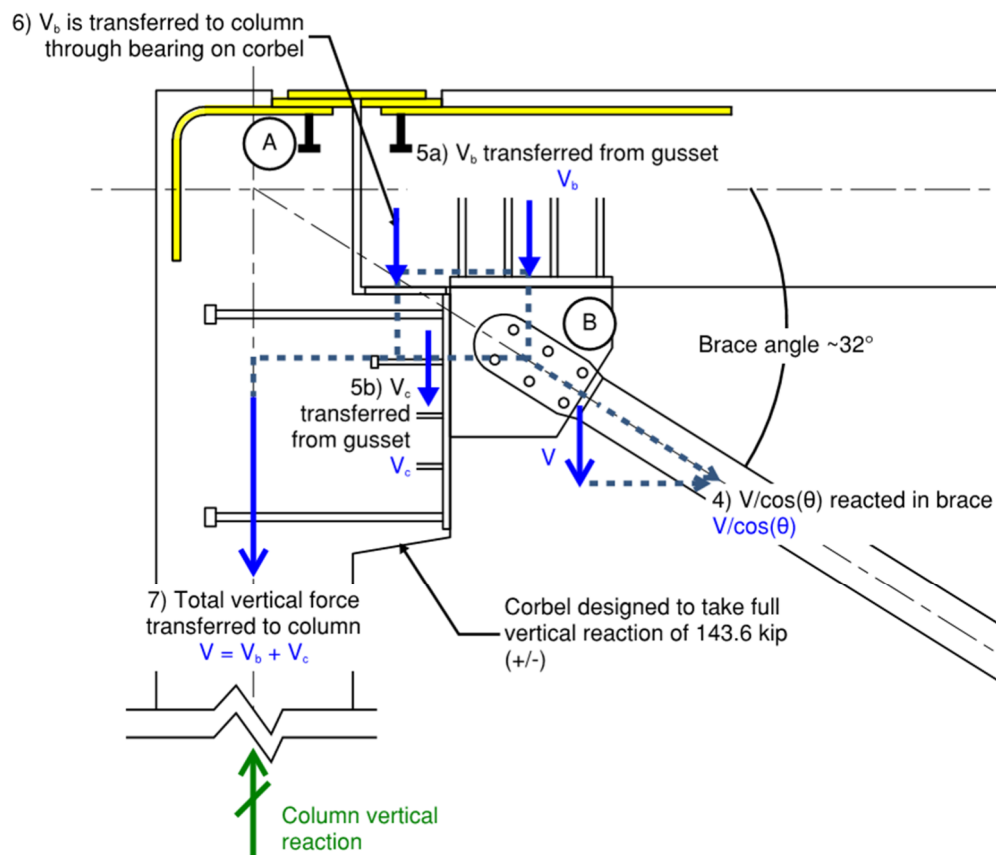 6) V_b is transferred to column
through bearing on corbel
A
5a) V_b transferred from gusset
V_b
B
Brace angle ~32°
5b) V_c
transferred
from gusset
V_c
V
4) V/cos(θ) reacted in brace
V/cos(θ)
7) Total vertical force
transferred to column
V = V_b + V_c
Corbel designed to take full
vertical reaction of 143.6 kip
(+/-)
Column vertical
reaction